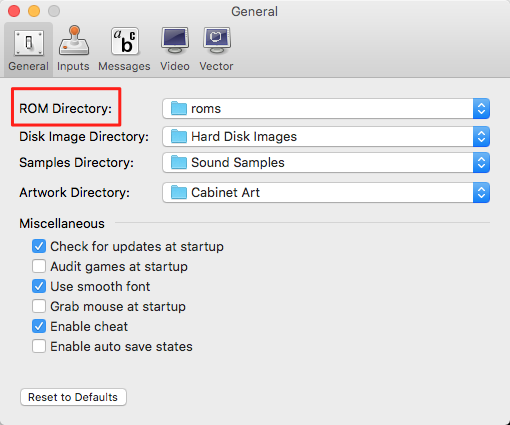 General
General Inputs Messages Video Vector
ROM Directory: roms
Disk Image Directory: Hard Disk Images
Samples Directory: Sound Samples
Artwork Directory: Cabinet Art
Miscellaneous
Check for updates at startup
Audit games at startup
Use smooth font
Grab mouse at startup
Enable cheat
Enable auto save states
Reset to Defaults